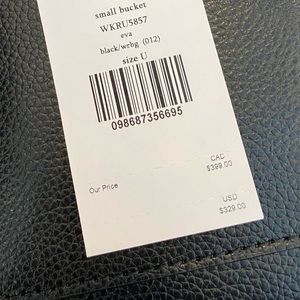 small bucket
WKRU5857
eva
black/wrbg (012)
size U
098687356695
CAD
Our Price $399.00
USD
$329.00